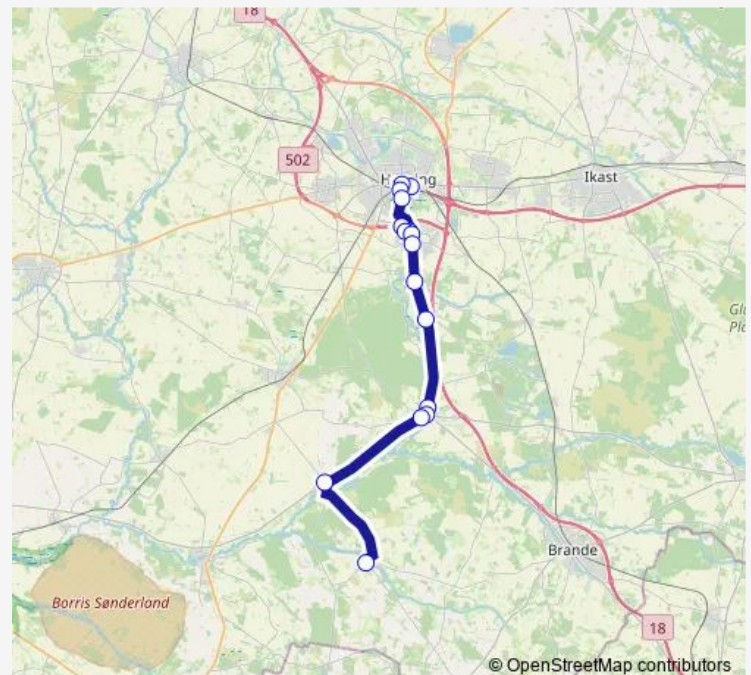 18
502
Ikast
Brande
Borris Sønderland
18
© OpenStreetMap contributors